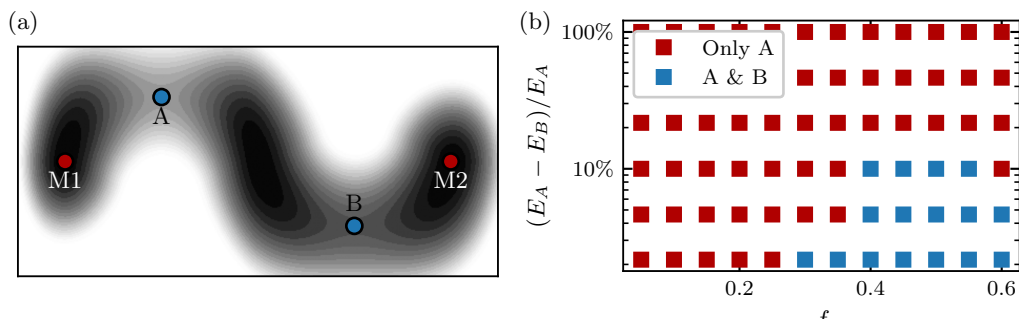 (a)
A
M1
M2
B
(b)
100%
10%
(E_A − E_B)/E_A
Only A
A & B
0.2
0.4
0.6